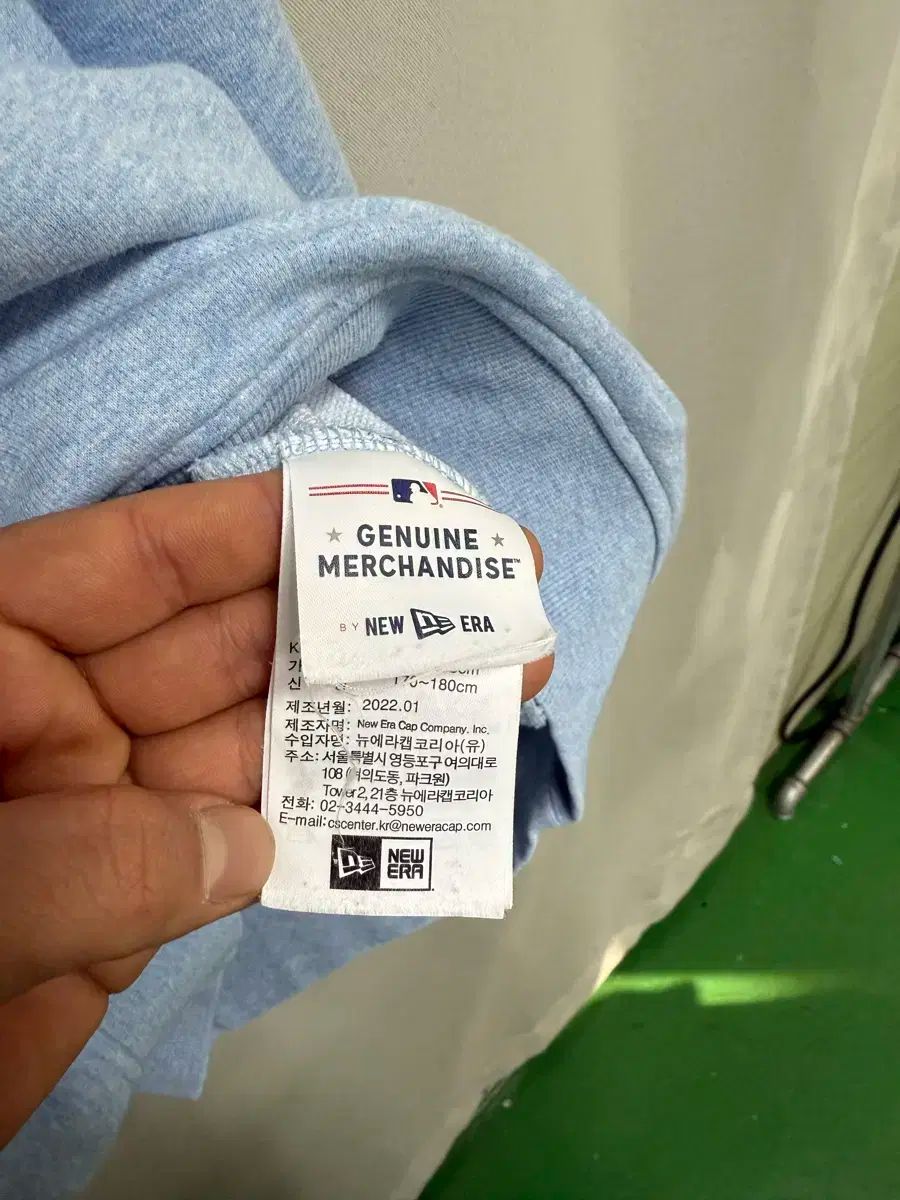 GENUINE
MERCHANDISE™
BY NEW ERA
K
가
신 170~180cm
제조년월: 2022.01
제조자명: New Era Cap Company. Inc.
수입자명: 뉴에라캡코리아(유)
주소: 서울특별시 영등포구 여의대로
108 (여의도동, 파크원)
Tower2, 21층 뉴에라캡코리아
전화: 02-3444-5950
E-mail: cscenter.kr@neweracap.com
NEW
ERA